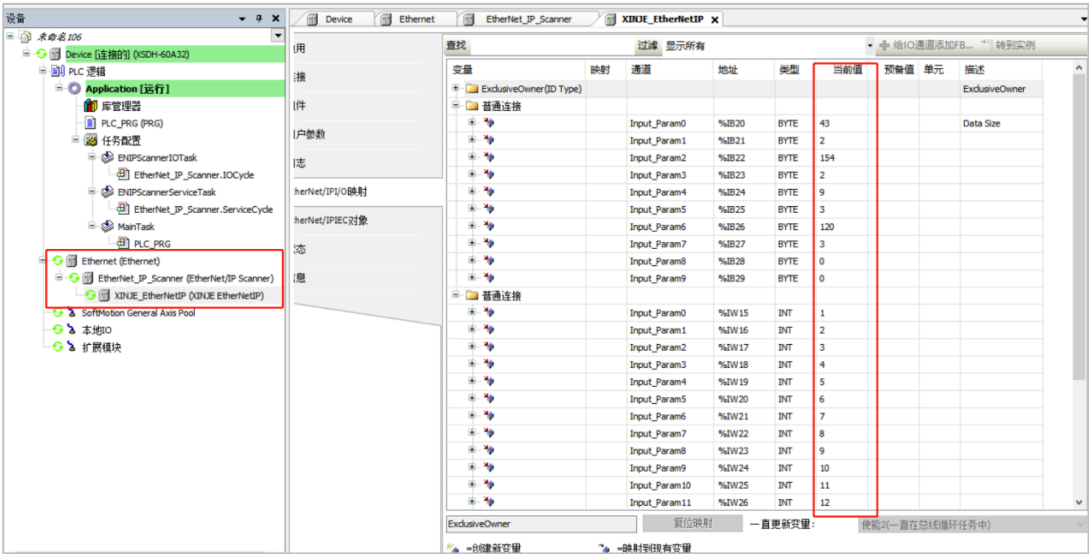 设备
未命名106
Device [连接的] (XSDH-60A32)
PLC 逻辑
Application [运行]
库管理器
PLC_PRG (PRG)
任务配置
ENIPScannerIOTask
EtherNet_IP_Scanner.IOCycle
ENIPScannerServiceTask
EtherNet_IP_Scanner.ServiceCycle
MainTask
PLC_PRG
Ethernet (Ethernet)
EtherNet_IP_Scanner (EtherNet/IP Scanner)
XINJE_EtherNetIP (XINJE EtherNetIP)
SoftMotion General Axis Pool
本地IO
扩展模块
Device Ethernet EtherNet_IP_Scanner XINJE_EtherNetIP
用
接
件
户参数
志
herNet/IPI/O映射
herNet/IPIEC对象
态
息
查找 过滤 显示所有 给IO通道添加FB... 转到实例
变量 映射 通道 地址 类型 当前值 预备值 单元 描述
ExclusiveOwner(IO Type) ExclusiveOwner
普通连接
Input_Param0 %IB20 BYTE 43 Data Size
Input_Param1 %IB21 BYTE 2
Input_Param2 %IB22 BYTE 154
Input_Param3 %IB23 BYTE 2
Input_Param4 %IB24 BYTE 9
Input_Param5 %IB25 BYTE 3
Input_Param6 %IB26 BYTE 120
Input_Param7 %IB27 BYTE 3
Input_Param8 %IB28 BYTE 0
Input_Param9 %IB29 BYTE 0
普通连接
Input_Param0 %IW15 INT 1
Input_Param1 %IW16 INT 2
Input_Param2 %IW17 INT 3
Input_Param3 %IW18 INT 4
Input_Param4 %IW19 INT 5
Input_Param5 %IW20 INT 6
Input_Param6 %IW21 INT 7
Input_Param7 %IW22 INT 8
Input_Param8 %IW23 INT 9
Input_Param9 %IW24 INT 10
Input_Param10 %IW25 INT 11
Input_Param11 %IW26 INT 12
ExclusiveOwner 复位映射 一直更新变量: 使能2(一直在总线循环任务中)
=创建新变量 =映射到现有变量